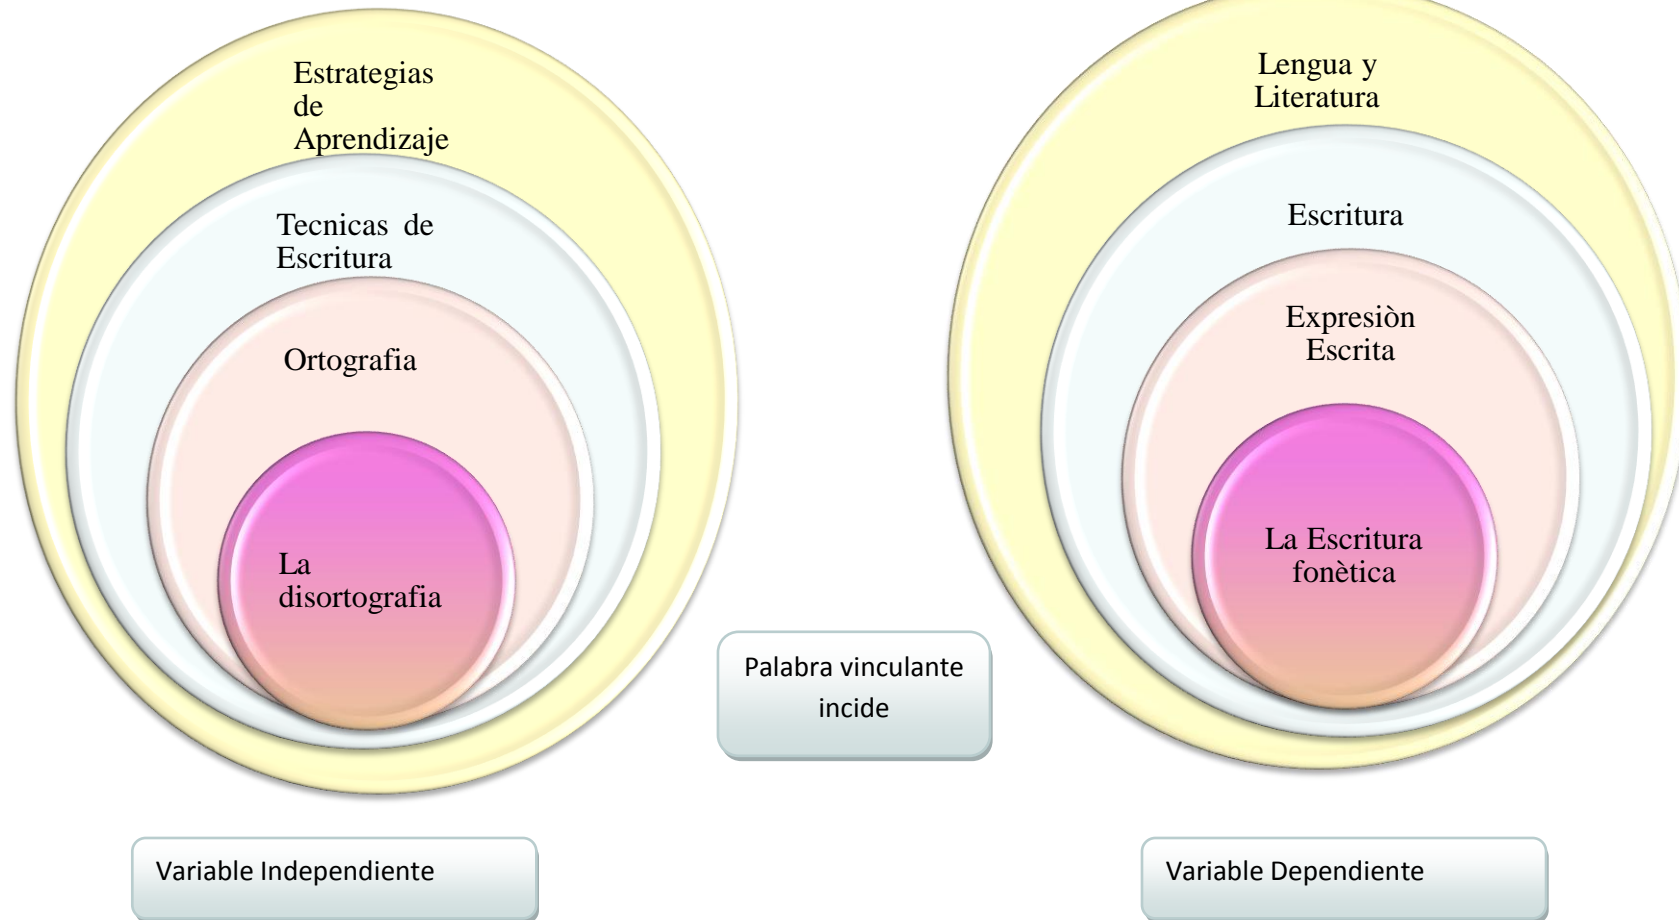 Estrategias
de
Aprendizaje
Tecnicas de
Escritura
Ortografia
La
disortografia
Lengua y
Literatura
Escritura
Expresiòn
Escrita
La Escritura
fonètica
Palabra vinculante
incide
Variable Independiente
Variable Dependiente